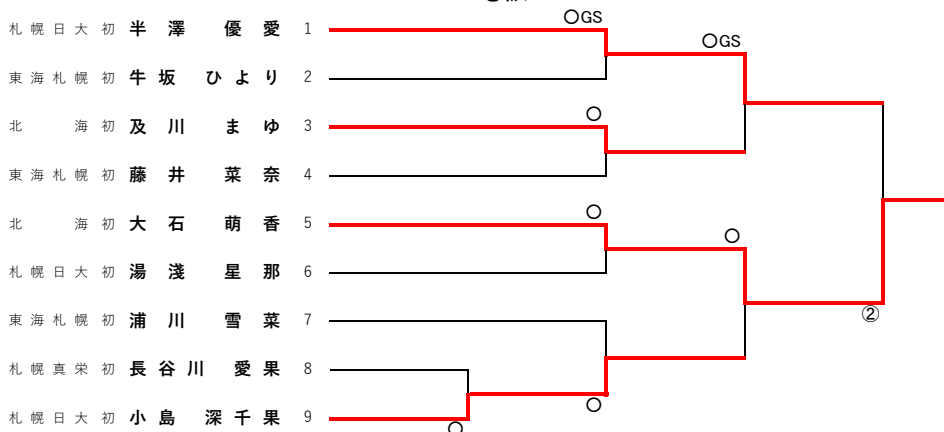 ○GS
札幌日大 初 半澤 優愛 1
○GS
東海札幌 初 牛坂 ひより 2
○
北海 初 及川 まゆ 3
東海札幌 初 藤井 菜奈 4
○
北海 初 大石 萌香 5
○
札幌日大 初 湯淺 星那 6
②
東海札幌 初 浦川 雪菜 7
札幌真栄 初 長谷川 愛果 8
○
札幌日大 初 小島 深千果 9
○